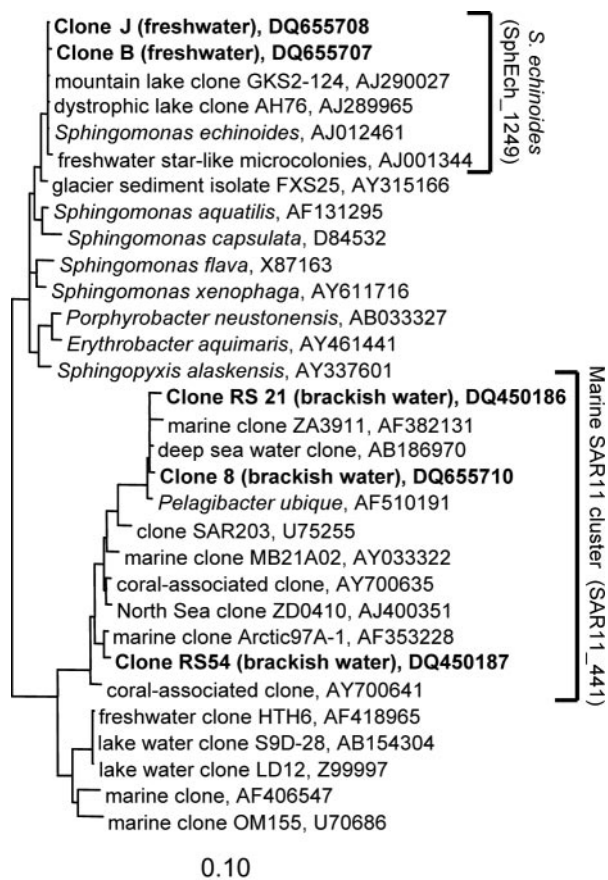 Clone J (freshwater), DQ655708
Clone B (freshwater), DQ655707
mountain lake clone GKS2-124, AJ290027
dystrophic lake clone AH76, AJ289965
Sphingomonas echinoides, AJ012461
freshwater star-like microcolonies, AJ001344
glacier sediment isolate FXS25, AY315166
Sphingomonas aquatilis, AF131295
Sphingomonas capsulata, D84532
Sphingomonas flava, X87163
Sphingomonas xenophaga, AY611716
Porphyrobacter neustonensis, AB033327
Erythrobacter aquimaris, AY461441
Sphingopyxis alaskensis, AY337601
Clone RS 21 (brackish water), DQ450186
marine clone ZA3911, AF382131
deep sea water clone, AB186970
Clone 8 (brackish water), DQ655710
Pelagibacter ubique, AF510191
clone SAR203, U75255
marine clone MB21A02, AY033322
coral-associated clone, AY700635
North Sea clone ZD0410, AJ400351
marine clone Arctic97A-1, AF353228
Clone RS54 (brackish water), DQ450187
coral-associated clone, AY700641
freshwater clone HTH6, AF418965
lake water clone S9D-28, AB154304
lake water clone LD12, Z99997
marine clone, AF406547
marine clone OM155, U70686
0.10
S. echinoides
(SphEch_1249)
Marine SAR11 cluster (SAR11_441)